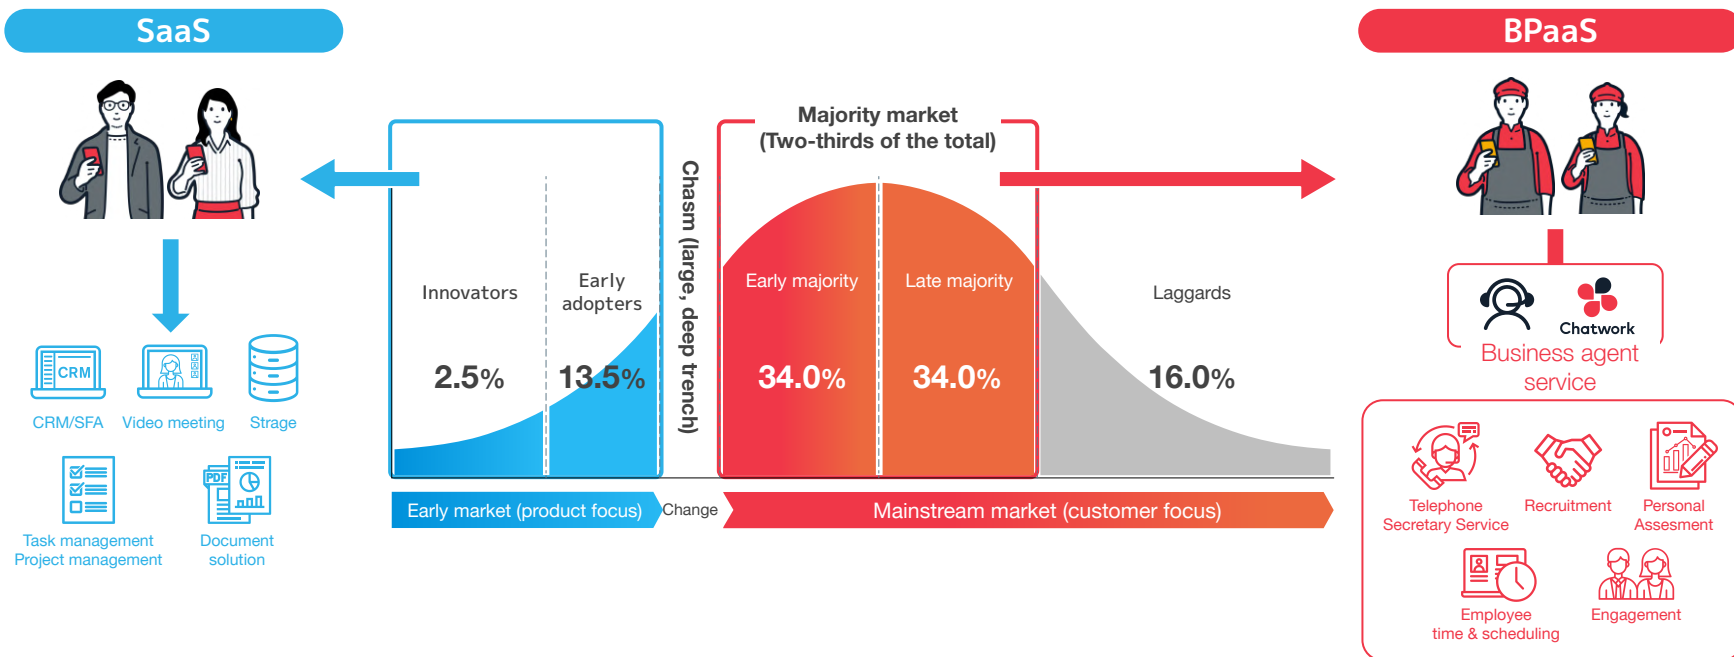 SaaS
CRM
CRM/SFA
Video meeting
Strage
PDF
Task management
Project management
Document
solution
Majority market
(Two-thirds of the total)
Innovators
2.5%
Early
adopters
13.5%
Chasm (large, deep trench)
Early majority
34.0%
Late majority
34.0%
Laggards
16.0%
Early market (product focus)
Change
Mainstream market (customer focus)
BPaaS
Chatwork
Business agent
service
Telephone
Secretary Service
Recruitment
Personal
Assesment
Employee
time & scheduling
Engagement